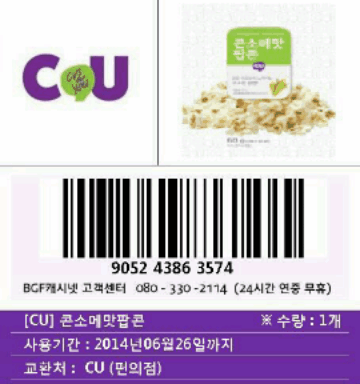 CU
콘소메맛
팝콘
9052 4386 3574
BGF캐시넷 고객센터 080 - 330 -2114 (24시간 연중 무휴)
[CU] 콘소메맛팝콘 ※ 수량 : 1개
사용기간 : 2014년06월26일까지
교환처 : CU (편의점)